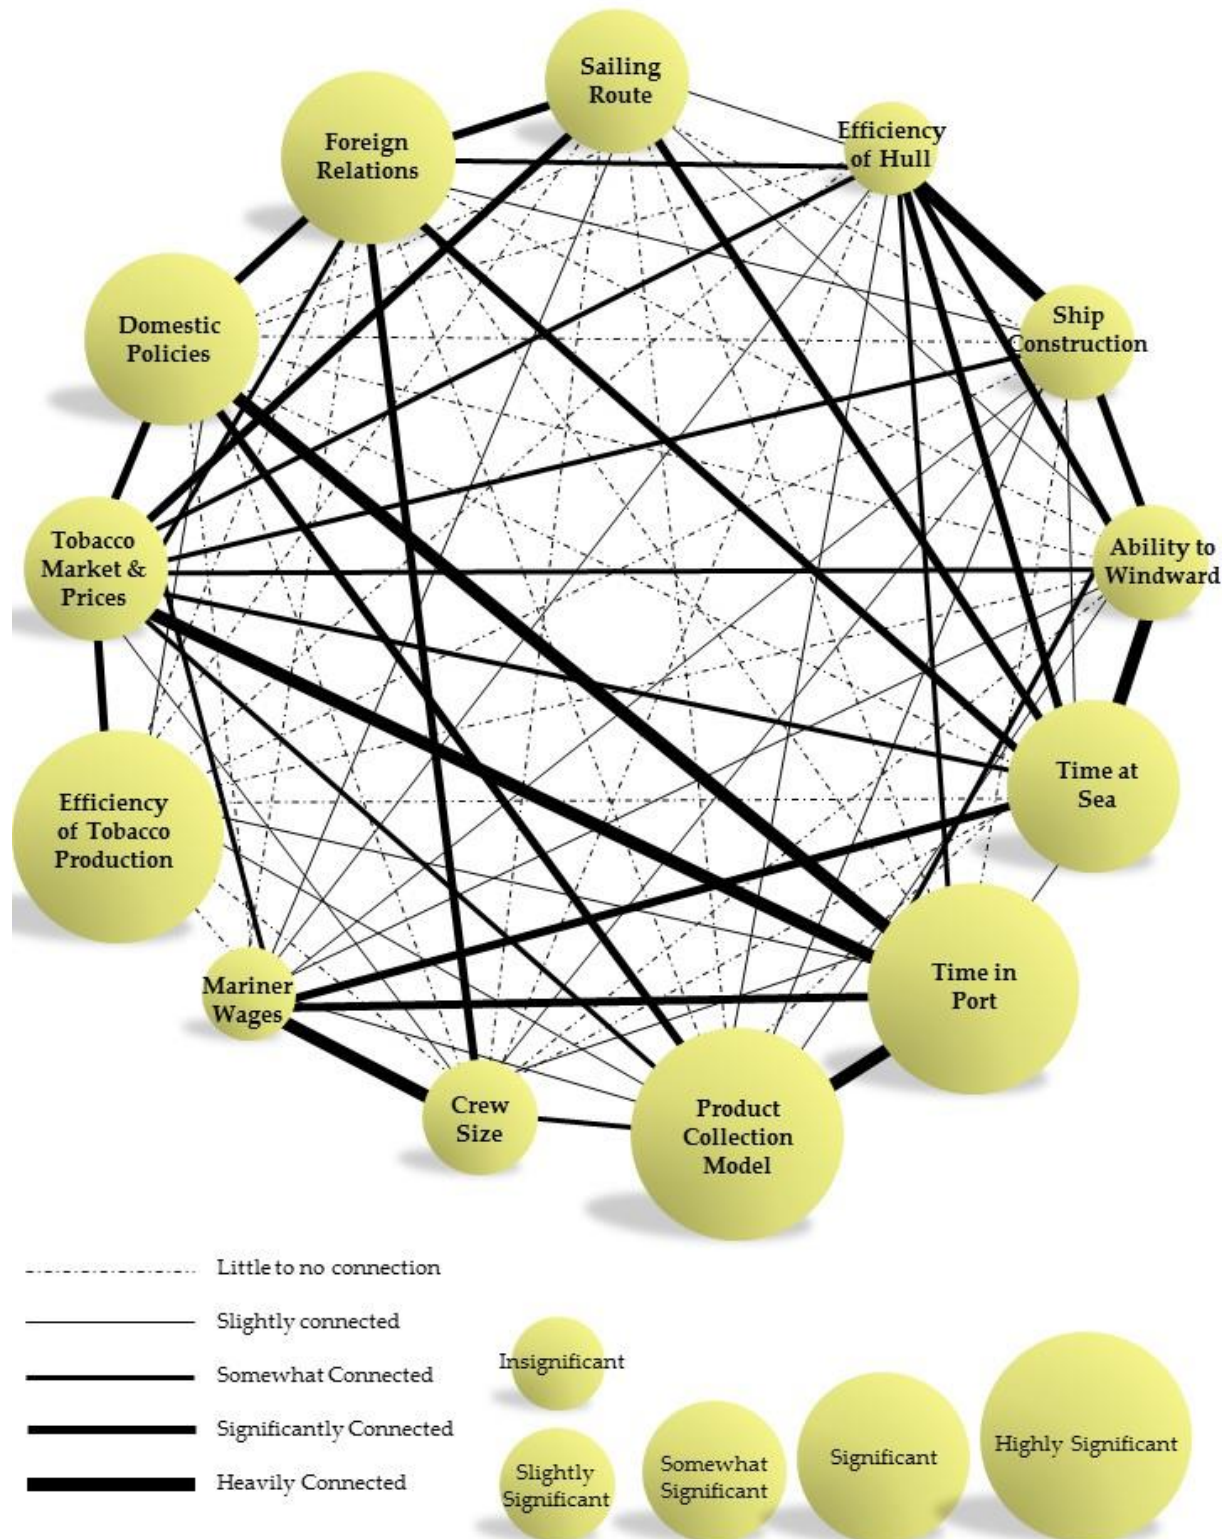 Sailing
Route
Efficiency
of Hull
Foreign
Relations
Ship
Construction
Domestic
Policies
Ability to
Windward
Tobacco
Market &
Prices
Time at
Sea
Efficiency
of Tobacco
Production
Time in
Port
Mariner
Wages
Crew
Size
Product
Collection
Model
Little to no connection
Slightly connected
Somewhat Connected
Significantly Connected
Heavily Connected
Insignificant
Slightly
Significant
Somewhat
Significant
Significant
Highly Significant